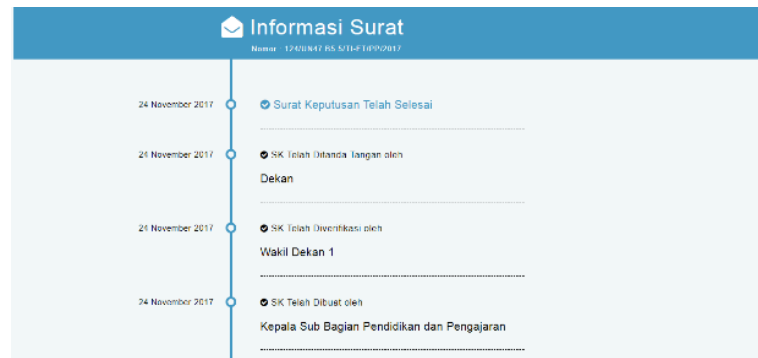 Informasi Surat
Nomor :
24 November 2017
Surat Keputusan Telah Selesai
24 November 2017
SK Telah Ditanda Tangan oleh
Dekan
24 November 2017
SK Telah Diverifikasi oleh
Wakil Dekan 1
24 November 2017
SK Telah Dibuat oleh
Kepala Sub Bagian Pendidikan dan Pengajaran